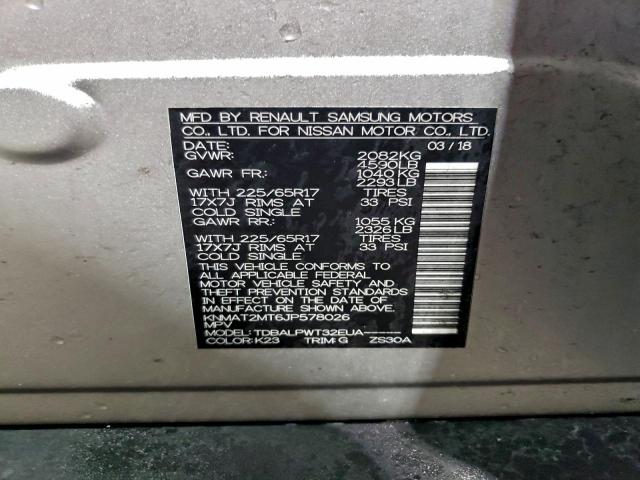 MFD BY RENAULT SAMSUNG MOTORS
CO., LTD. FOR NISSAN MOTOR CO., LTD.
DATE: 03/18
GVWR: 2082KG
4590LB
GAWR FR: 1040 KG
2293LB
WITH 225/65R17 TIRES
17X7J RIMS AT 33 PSI
COLD SINGLE
GAWR RR: 1055 KG
2326LB
WITH 225/65R17 TIRES
17X7J RIMS AT 33 PSI
COLD SINGLE
THIS VEHICLE CONFORMS TO
ALL APPLICABLE FEDERAL
MOTOR VEHICLE SAFETY AND
THEFT PREVENTION STANDARDS
IN EFFECT ON THE DATE OF
MANUFACTURE SHOWN ABOVE.
KNMAT2MT6JP578026
MPV
MODEL: TDBALPWT32EUA-----
COLOR: K23 TRIM: G ZS30A